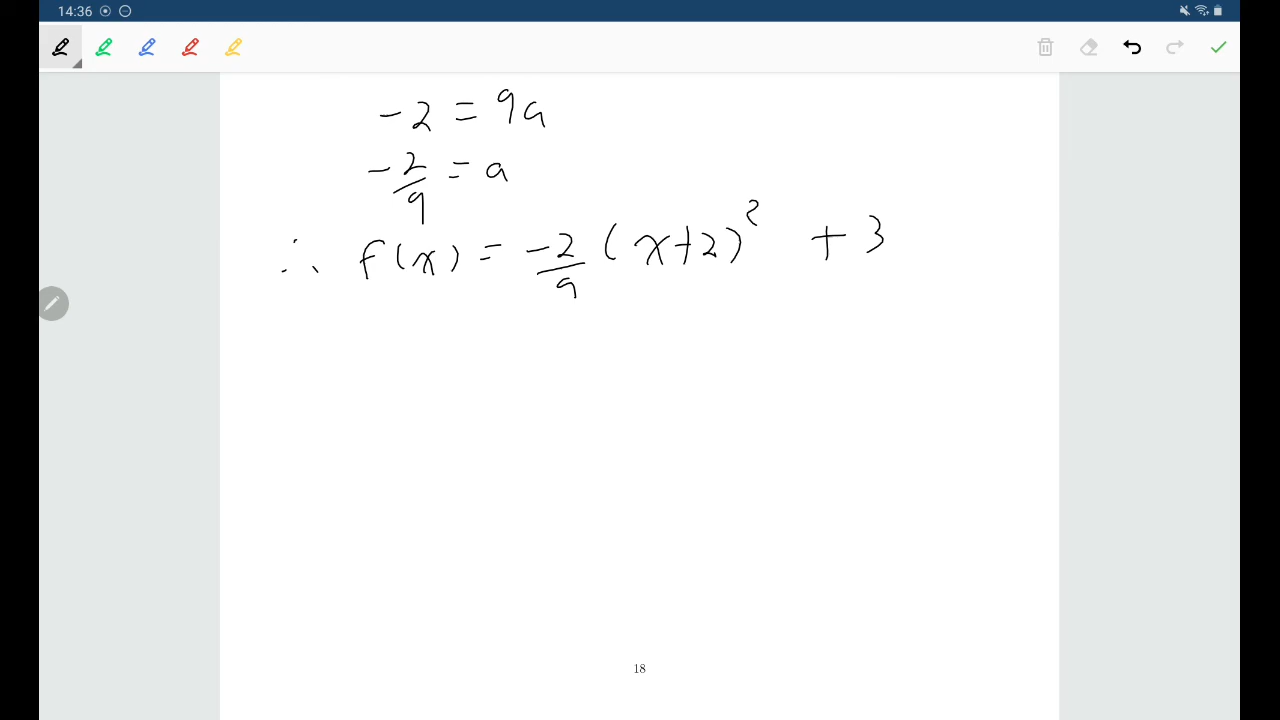 14:36
-2 = 9a
-2/9 = a
∴ f(x) = -2/9 (x+2)² + 3
18